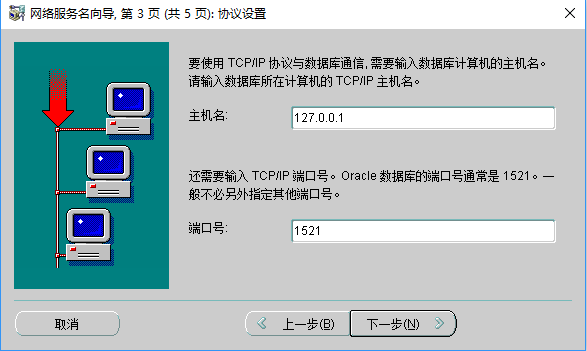 网络服务名向导, 第 3 页 (共 5 页): 协议设置
要使用 TCP/IP 协议与数据库通信, 需要输入数据库计算机的主机名。
请输入数据库所在计算机的 TCP/IP 主机名。
主机名:
127.0.0.1
还需要输入 TCP/IP 端口号。Oracle 数据库的端口号通常是 1521。一
般不必另外指定其他端口号。
端口号:
1521
取消
上一步(B)
下一步(N)